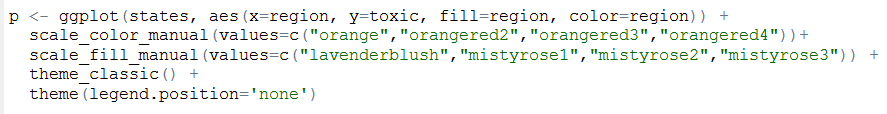 p <- ggplot(states, aes(x=region, y=toxic, fill=region, color=region)) +
  scale_color_manual(values=c("orange","orangered2","orangered3","orangered4"))+
  scale_fill_manual(values=c("lavenderblush","mistyrose1","mistyrose2","mistyrose3")) +
  theme_classic() +
  theme(legend.position='none')